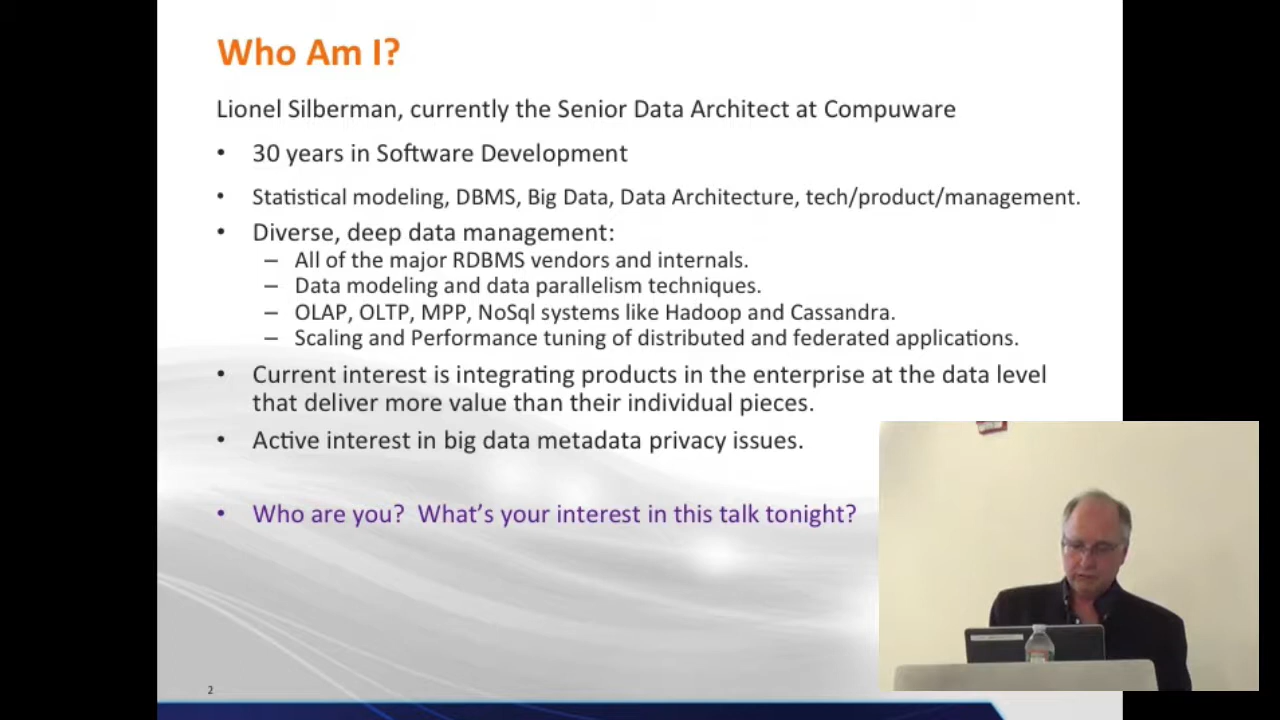 Who Am I?
Lionel Silberman, currently the Senior Data Architect at Compuware
• 30 years in Software Development
• Statistical modeling, DBMS, Big Data, Data Architecture, tech/product/management.
• Diverse, deep data management:
– All of the major RDBMS vendors and internals.
– Data modeling and data parallelism techniques.
– OLAP, OLTP, MPP, NoSql systems like Hadoop and Cassandra.
– Scaling and Performance tuning of distributed and federated applications.
• Current interest is integrating products in the enterprise at the data level
that deliver more value than their individual pieces.
• Active interest in big data metadata privacy issues.
• Who are you?  What's your interest in this talk tonight?
2